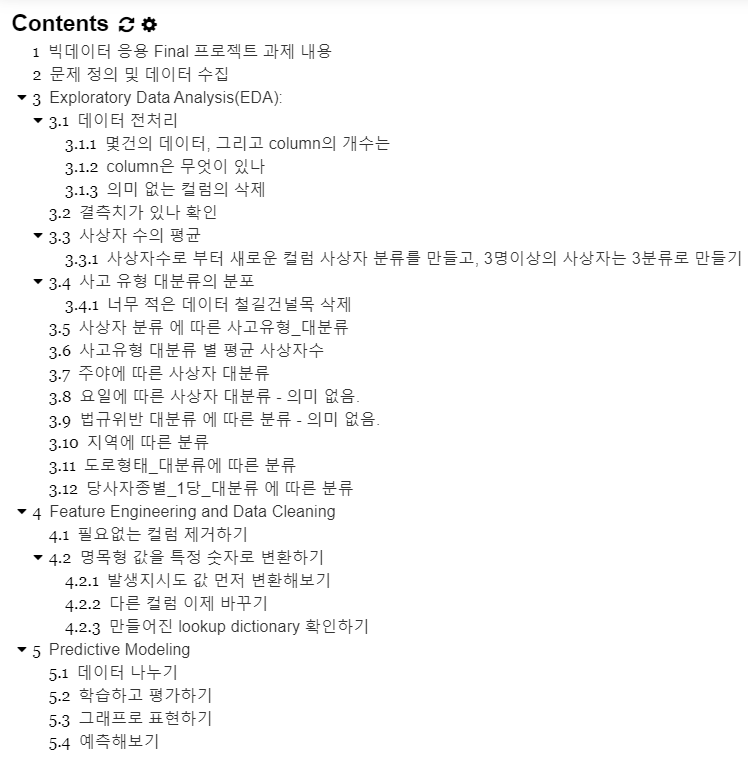 Contents
1 빅데이터 응용 Final 프로젝트 과제 내용
2 문제 정의 및 데이터 수집
3 Exploratory Data Analysis(EDA):
3.1 데이터 전처리
3.1.1 몇건의 데이터, 그리고 column의 개수는
3.1.2 column은 무엇이 있나
3.1.3 의미 없는 컬럼의 삭제
3.2 결측치가 있나 확인
3.3 사상자 수의 평균
3.3.1 사상자수로 부터 새로운 컬럼 사상자 분류를 만들고, 3명이상의 사상자는 3분류로 만들기
3.4 사고 유형 대분류의 분포
3.4.1 너무 적은 데이터 철길건널목 삭제
3.5 사상자 분류 에 따른 사고유형_대분류
3.6 사고유형 대분류 별 평균 사상자수
3.7 주야에 따른 사상자 대분류
3.8 요일에 따른 사상자 대분류 - 의미 없음.
3.9 법규위반 대분류 에 따른 분류 - 의미 없음.
3.10 지역에 따른 분류
3.11 도로형태_대분류에 따른 분류
3.12 당사자종별_1당_대분류 에 따른 분류
4 Feature Engineering and Data Cleaning
4.1 필요없는 컬럼 제거하기
4.2 명목형 값을 특정 숫자로 변환하기
4.2.1 발생지시도 값 먼저 변환해보기
4.2.2 다른 컬럼 이제 바꾸기
4.2.3 만들어진 lookup dictionary 확인하기
5 Predictive Modeling
5.1 데이터 나누기
5.2 학습하고 평가하기
5.3 그래프로 표현하기
5.4 예측해보기